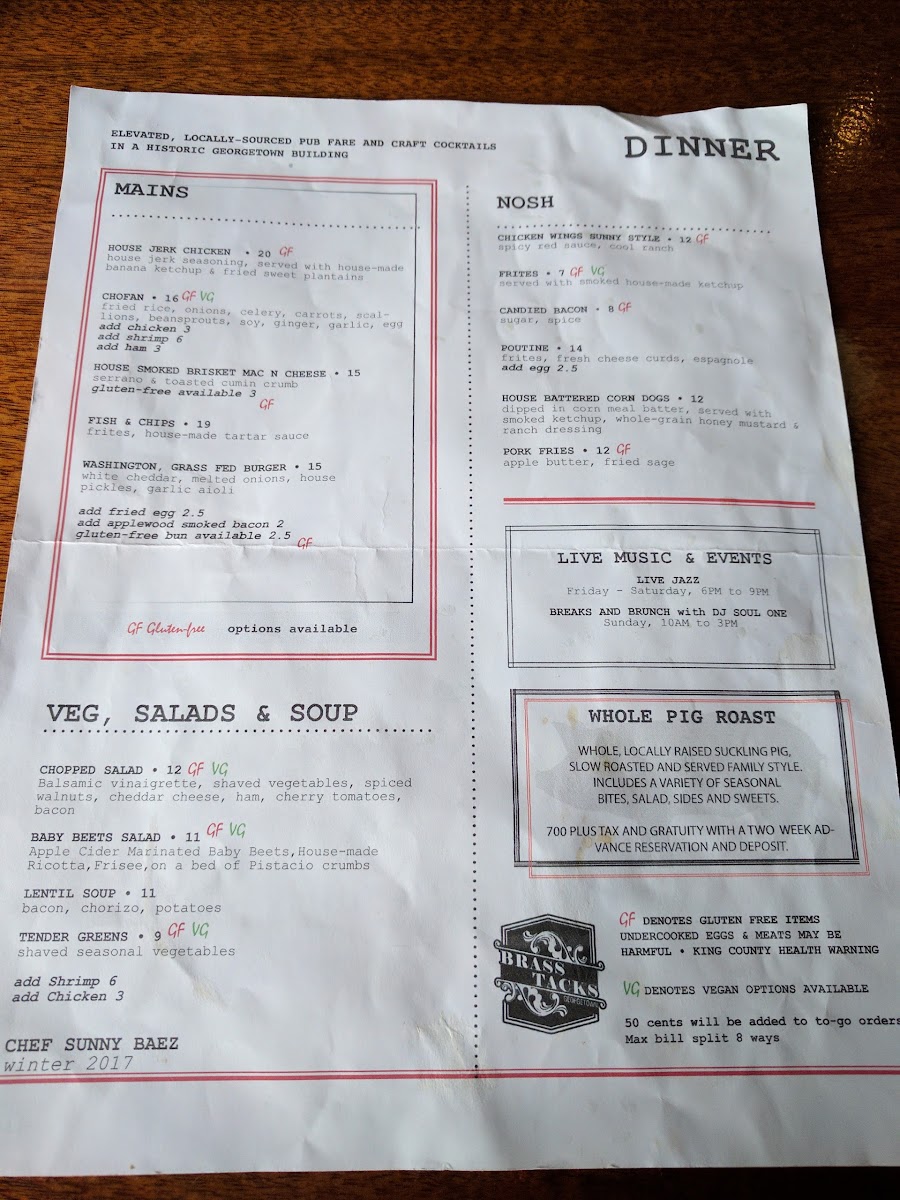 ELEVATED, LOCALLY-SOURCED PUB FARE AND CRAFT COCKTAILS
IN A HISTORIC GEORGETOWN BUILDING
DINNER
MAINS
HOUSE JERK CHICKEN • 20 GF
house jerk seasoning, served with house-made
banana ketchup & fried sweet plantains
CHOFAN • 16 GF VG
fried rice, onions, celery, carrots, scal-
lions, beansprouts, soy, ginger, garlic, egg
add chicken 3
add shrimp 6
add ham 3
HOUSE SMOKED BRISKET MAC N CHEESE • 15
serrano & toasted cumin crumb
gluten-free available 3
GF
FISH & CHIPS • 19
frites, house-made tartar sauce
WASHINGTON, GRASS FED BURGER • 15
white cheddar, melted onions, house
pickles, garlic aioli
add fried egg 2.5
add applewood smoked bacon 2
gluten-free bun available 2.5 GF
GF Gluten-free options available
VEG, SALADS & SOUP
CHOPPED SALAD • 12 GF VG
Balsamic vinaigrette, shaved vegetables, spiced
walnuts, cheddar cheese, ham, cherry tomatoes,
bacon
BABY BEETS SALAD • 11 GF VG
Apple Cider Marinated Baby Beets,House-made
Ricotta,Frisee,on a bed of Pistacio crumbs
LENTIL SOUP • 11
bacon, chorizo, potatoes
TENDER GREENS • 9 GF VG
shaved seasonal vegetables
add Shrimp 6
add Chicken 3
CHEF SUNNY BAEZ
winter 2017
NOSH
CHICKEN WINGS SUNNY STYLE • 12 GF
spicy red sauce, cool ranch
FRITES • 7 GF VG
served with smoked house-made ketchup
CANDIED BACON • 8 GF
sugar, spice
POUTINE • 14
frites, fresh cheese curds, espagnole
add egg 2.5
HOUSE BATTERED CORN DOGS • 12
dipped in corn meal batter, served with
smoked ketchup, whole-grain honey mustard &
ranch dressing
PORK FRIES • 12 GF
apple butter, fried sage
LIVE MUSIC & EVENTS
LIVE JAZZ
Friday - Saturday, 6PM to 9PM
BREAKS AND BRUNCH with DJ SOUL ONE
Sunday, 10AM to 3PM
WHOLE PIG ROAST
WHOLE, LOCALLY RAISED SUCKLING PIG,
SLOW ROASTED AND SERVED FAMILY STYLE.
INCLUDES A VARIETY OF SEASONAL
BITES, SALAD, SIDES AND SWEETS.
700 PLUS TAX AND GRATUITY WITH A TWO WEEK AD-
VANCE RESERVATION AND DEPOSIT.
BRASS
TACKS
GEORGETOWN
GF DENOTES GLUTEN FREE ITEMS
UNDERCOOKED EGGS & MEATS MAY BE
HARMFUL • KING COUNTY HEALTH WARNING
VG DENOTES VEGAN OPTIONS AVAILABLE
50 cents will be added to to-go orders
Max bill split 8 ways